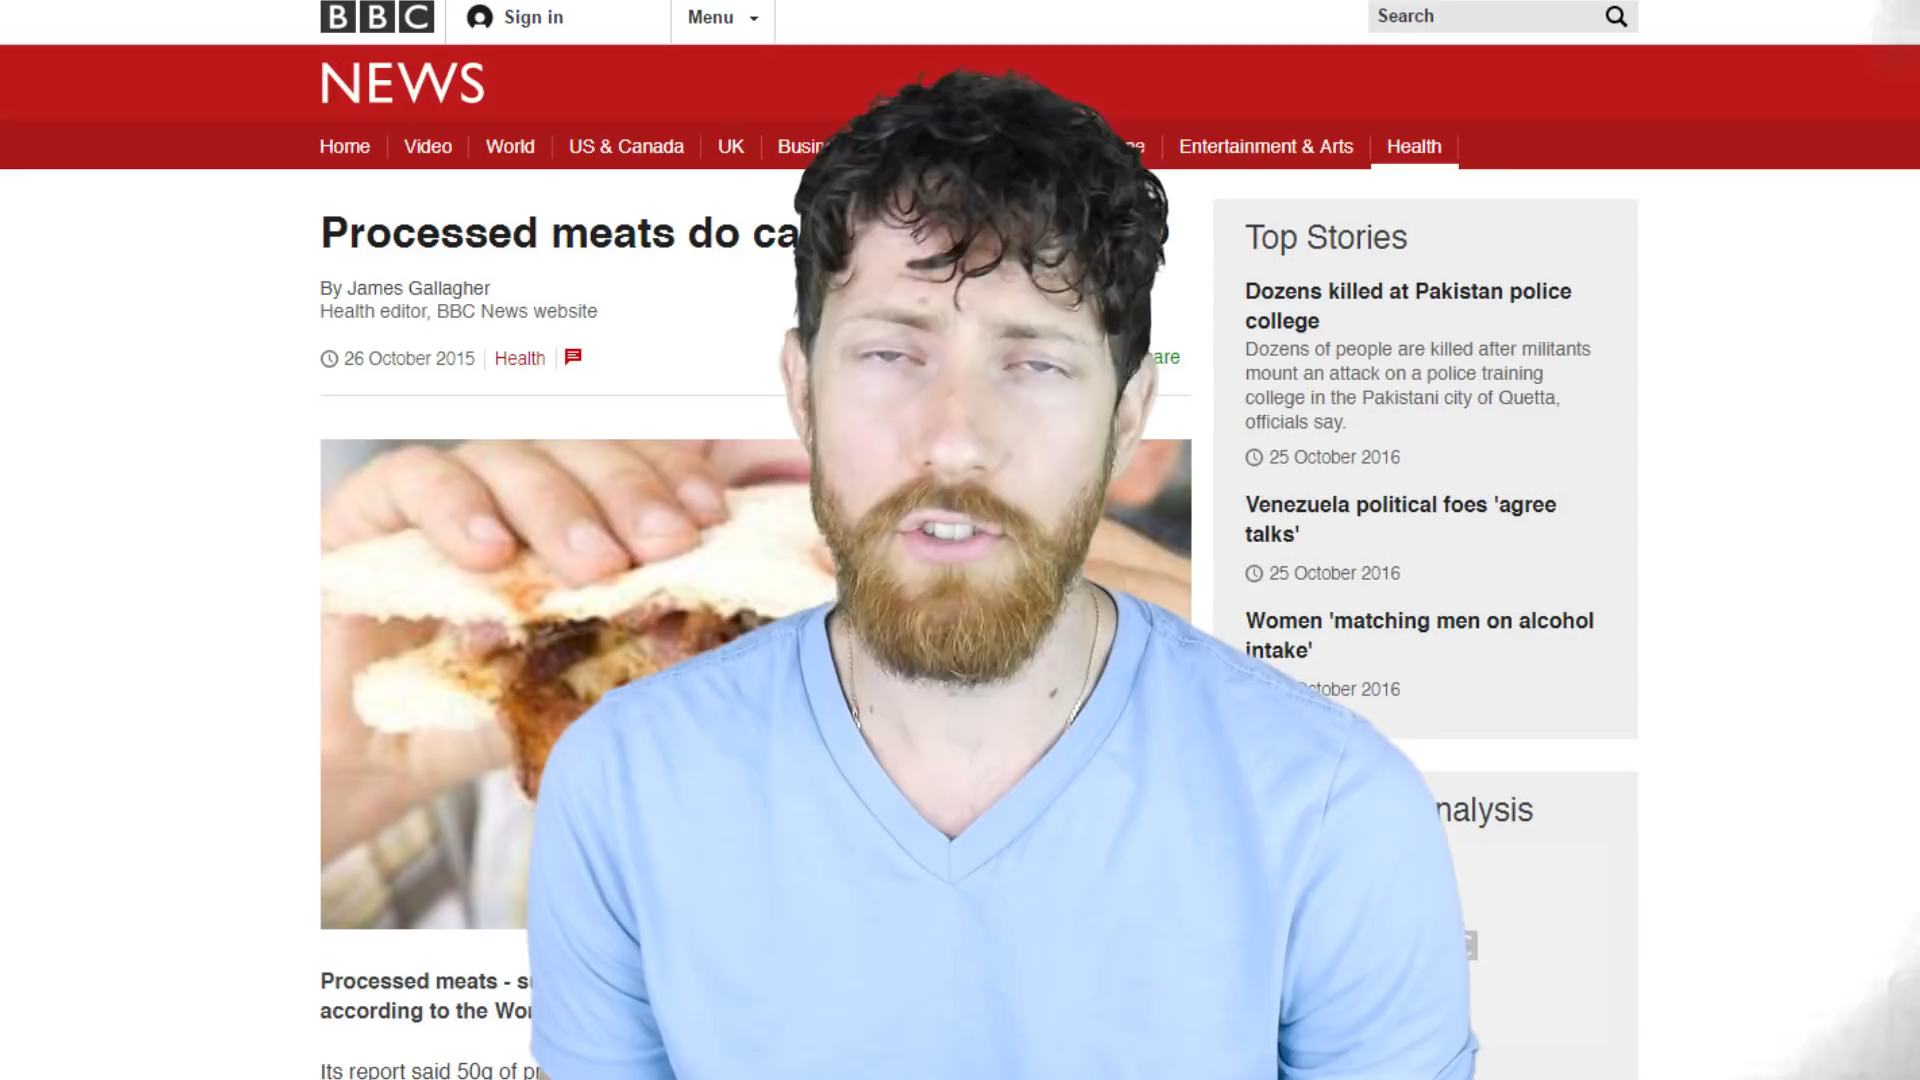 BBC
Sign in
Menu
Search
NEWS
Home
Video
World
US & Canada
UK
Entertainment & Arts
Health
Processed meats do
By James Gallagher
Health editor, BBC News website
26 October 2015
Health
Top Stories
Dozens killed at Pakistan police
college
Dozens of people are killed after militants
mount an attack on a police training
college in the Pakistani city of Quetta,
officials say.
25 October 2016
Venezuela political foes 'agree
talks'
25 October 2016
Women 'matching men on alcohol
intake'
2016
Processed meats -
according to the
Its report said 50g of